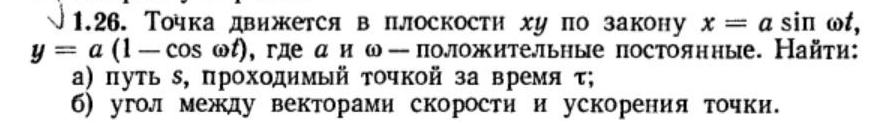 √ 1.26. Точка движется в плоскости xy по закону x = a sin ωt,
y = a (1 — cos ωt), где a и ω — положительные постоянные. Найти:
а) путь s, проходимый точкой за время τ;
б) угол между векторами скорости и ускорения точки.